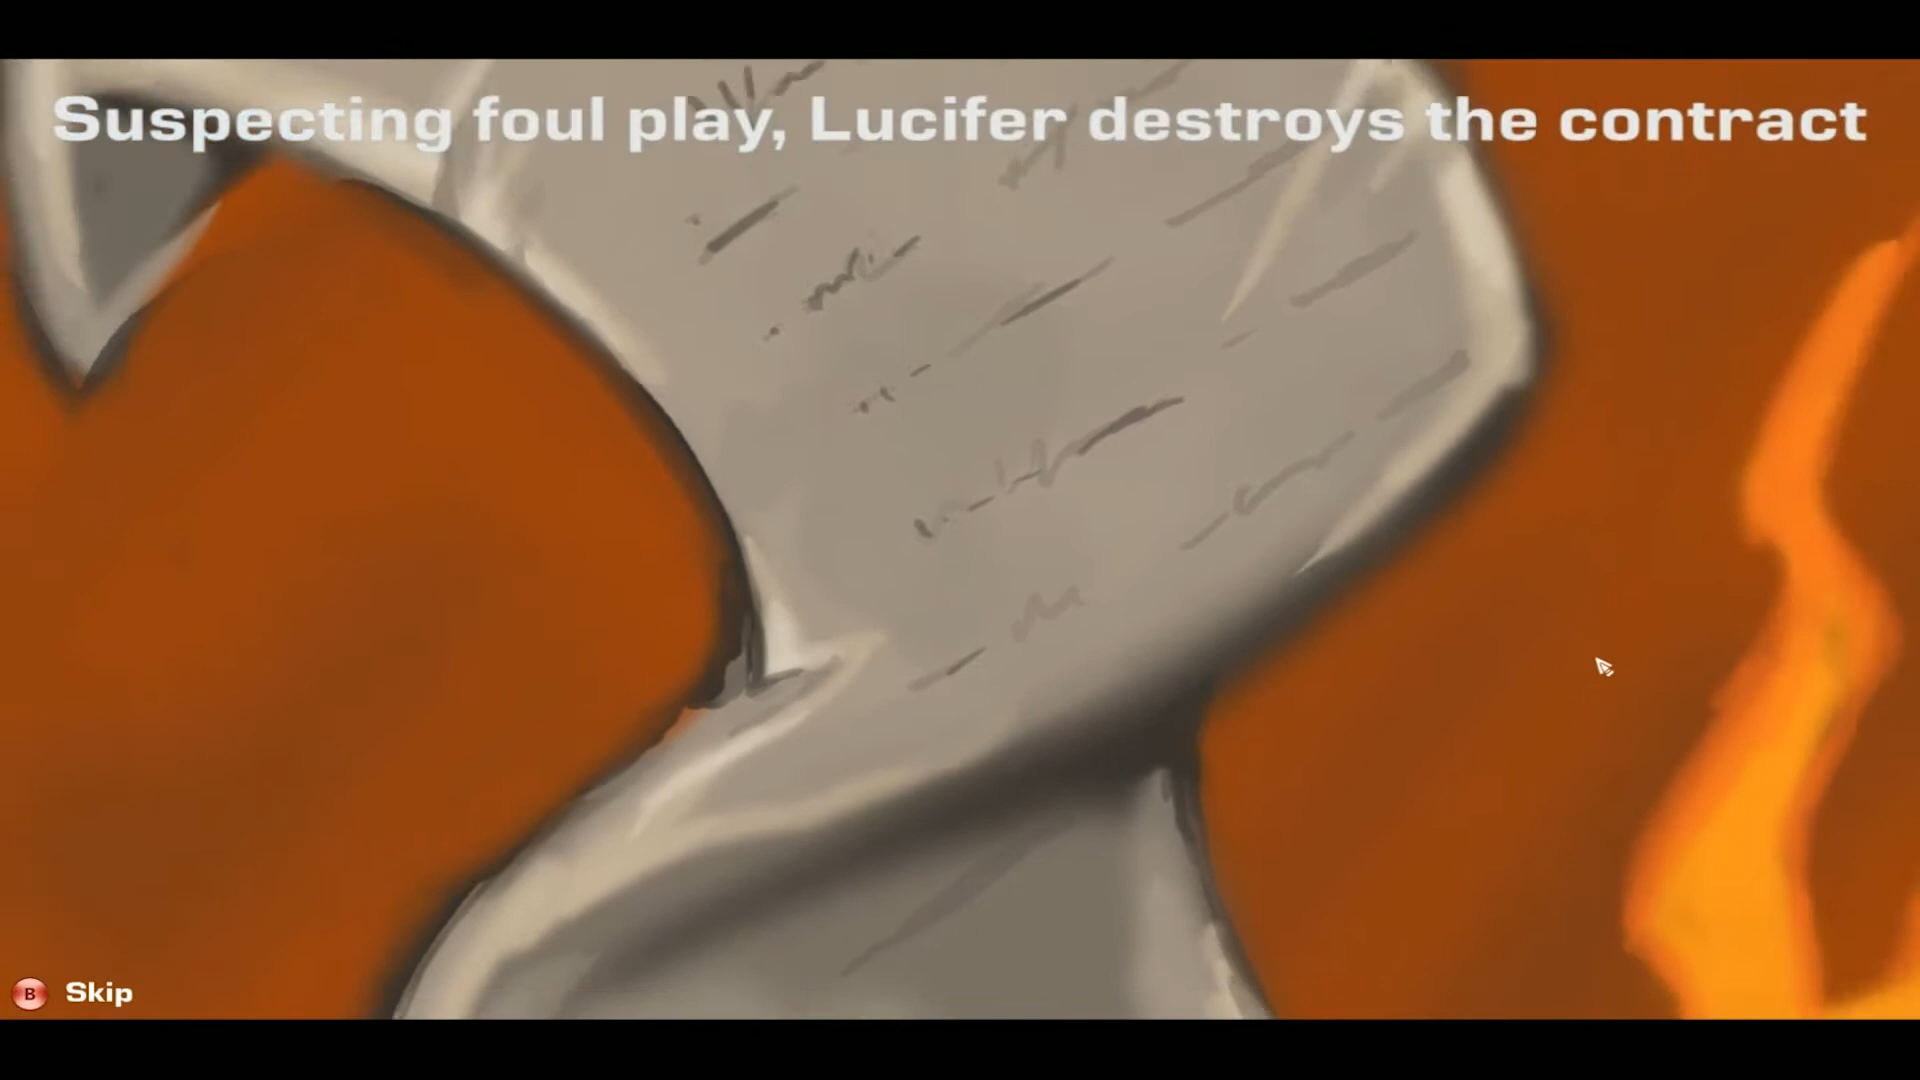 Suspecting foul play, Lucifer destroys the contract
B Skip